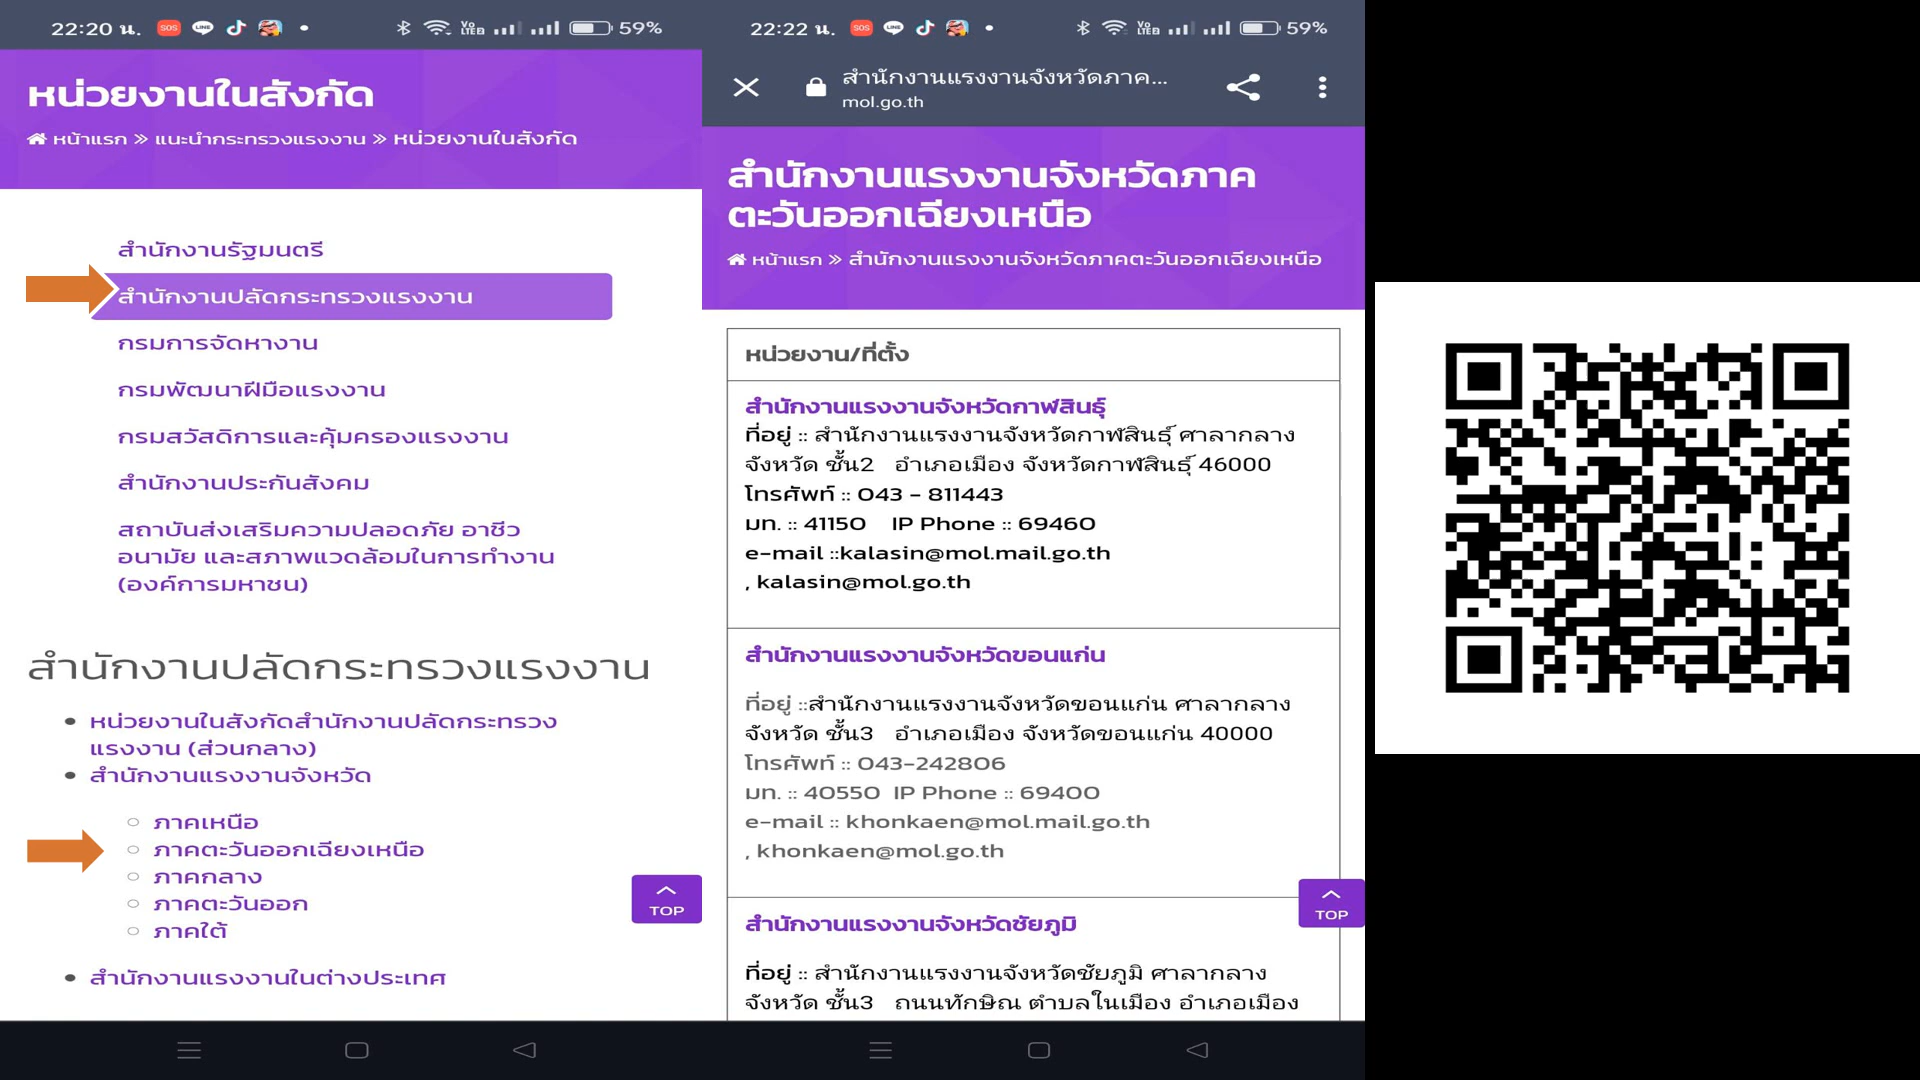 22:20 น.
SOS
LINE
Vo
LTE2
59%
หน่วยงานในสังกัด
หน้าแรก » แนะนำกระทรวงแรงงาน » หน่วยงานในสังกัด
สำนักงานรัฐมนตรี
สำนักงานปลัดกระทรวงแรงงาน
กรมการจัดหางาน
กรมพัฒนาฝีมือแรงงาน
กรมสวัสดิการและคุ้มครองแรงงาน
สำนักงานประกันสังคม
สถาบันส่งเสริมความปลอดภัย อาชีว
อนามัย และสภาพแวดล้อมในการทำงาน
(องค์การมหาชน)
สำนักงานปลัดกระทรวงแรงงาน
หน่วยงานในสังกัดสำนักงานปลัดกระทรวง
แรงงาน (ส่วนกลาง)
สำนักงานแรงงานจังหวัด
ภาคเหนือ
ภาคตะวันออกเฉียงเหนือ
ภาคกลาง
ภาคตะวันออก
ภาคใต้
สำนักงานแรงงานในต่างประเทศ
TOP
22:22 น.
SOS
LINE
Vo
LTE2
59%
สำนักงานแรงงานจังหวัดภาค...
mol.go.th
สำนักงานแรงงานจังหวัดภาค
ตะวันออกเฉียงเหนือ
หน้าแรก » สำนักงานแรงงานจังหวัดภาคตะวันออกเฉียงเหนือ
หน่วยงาน/ที่ตั้ง
สำนักงานแรงงานจังหวัดกาฬสินธุ์
ที่อยู่ :: สำนักงานแรงงานจังหวัดกาฬสินธุ์ ศาลากลาง
จังหวัด ชั้น2 อำเภอเมือง จังหวัดกาฬสินธุ์ 46000
โทรศัพท์ :: 043 - 811443
มท. :: 41150 IP Phone :: 69460
e-mail ::kalasin@mol.mail.go.th
, kalasin@mol.go.th
สำนักงานแรงงานจังหวัดขอนแก่น
ที่อยู่ ::สำนักงานแรงงานจังหวัดขอนแก่น ศาลากลาง
จังหวัด ชั้น3 อำเภอเมือง จังหวัดขอนแก่น 40000
โทรศัพท์ :: 043-242806
มท. :: 40550 IP Phone :: 69400
e-mail :: khonkaen@mol.mail.go.th
, khonkaen@mol.go.th
สำนักงานแรงงานจังหวัดชัยภูมิ
ที่อยู่ :: สำนักงานแรงงานจังหวัดชัยภูมิ ศาลากลาง
จังหวัด ชั้น3 ถนนทักษิณ ตำบลในเมือง อำเภอเมือง
TOP